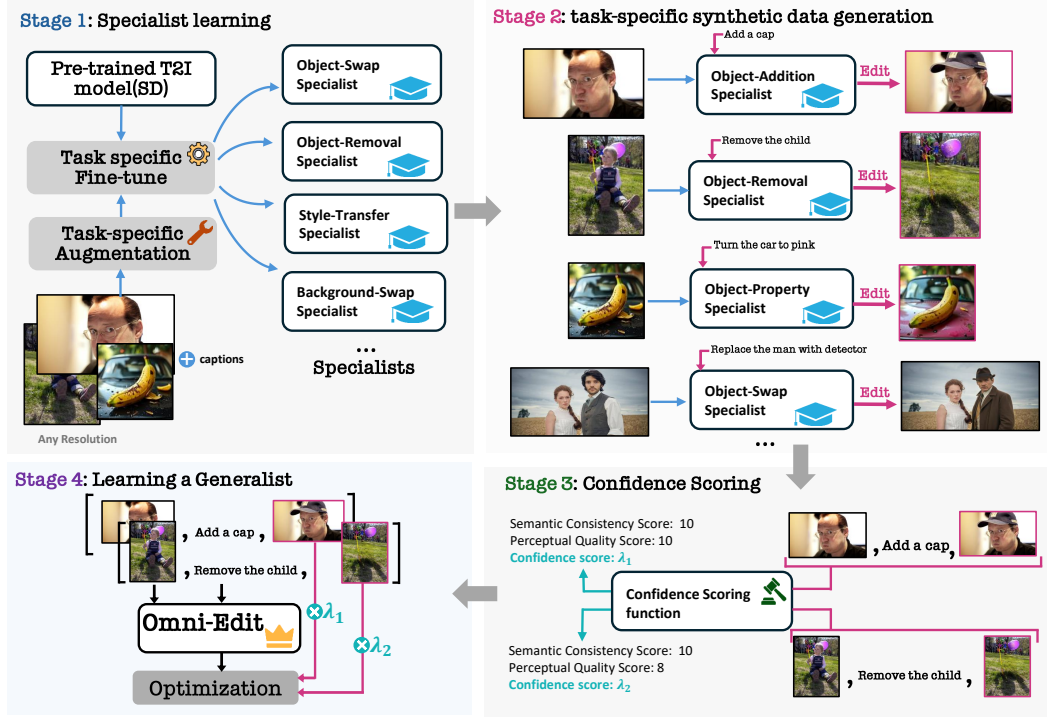 Stage 1: Specialist learning
Pre-trained T2I
model(SD)
Task specific
Fine-tune
Task-specific
Augmentation
+ captions
Any Resolution
Object-Swap
Specialist
Object-Removal
Specialist
Style-Transfer
Specialist
Background-Swap
Specialist
...
Specialists
Stage 2: task-specific synthetic data generation
Add a cap
Object-Addition
Specialist
Edit
Remove the child
Object-Removal
Specialist
Edit
Turn the car to pink
Object-Property
Specialist
Edit
Replace the man with detector
Object-Swap
Specialist
Edit
...
Stage 3: Confidence Scoring
Semantic Consistency Score: 10
Perceptual Quality Score: 10
Confidence score: λ1
Confidence Scoring
function
Semantic Consistency Score: 10
Perceptual Quality Score: 8
Confidence score: λ2
, Add a cap,
, Remove the child ,
Stage 4: Learning a Generalist
, Add a cap ,
, Remove the child ,
Omni-Edit
λ1
λ2
Optimization